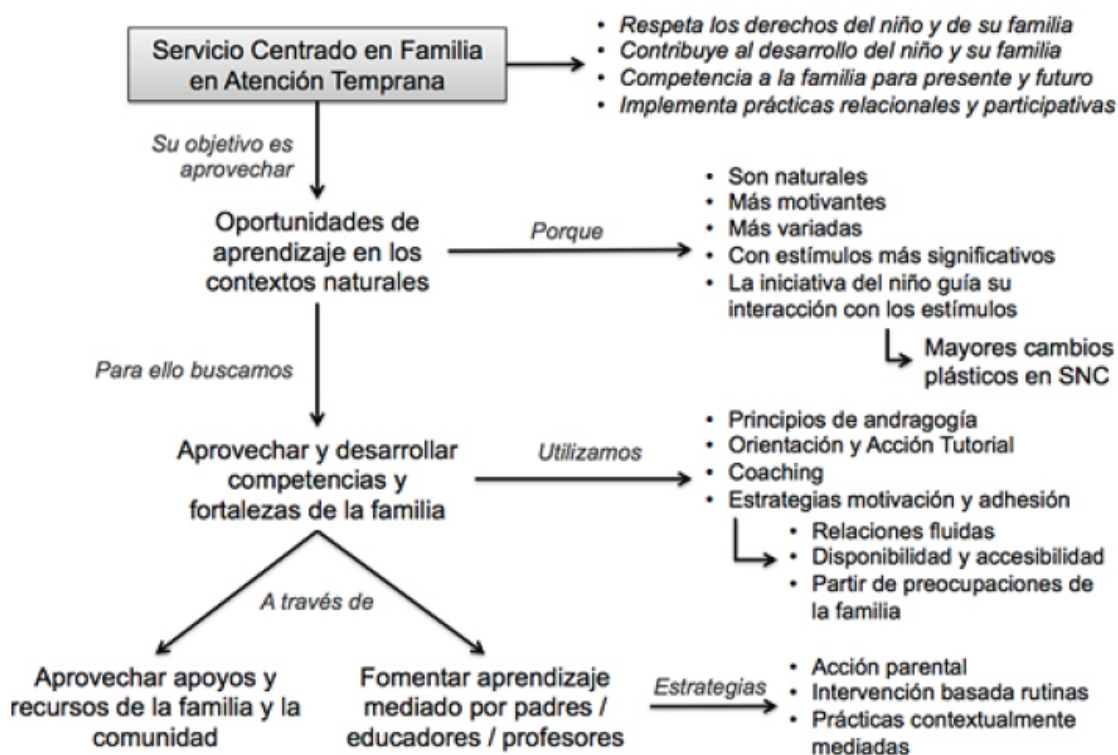 Servicio Centrado en Familia
en Atención Temprana
• Respeta los derechos del niño y de su familia
• Contribuye al desarrollo del niño y su familia
• Competencia a la familia para presente y futuro
• Implementa prácticas relacionales y participativas
Su objetivo es
aprovechar
Oportunidades de
aprendizaje en los
contextos naturales
Porque
• Son naturales
• Más motivantes
• Más variadas
• Con estímulos más significativos
• La iniciativa del niño guía su
interacción con los estímulos
Mayores cambios
plásticos en SNC
Para ello buscamos
Aprovechar y desarrollar
competencias y
fortalezas de la familia
Utilizamos
• Principios de andragogía
• Orientación y Acción Tutorial
• Coaching
• Estrategias motivación y adhesión
• Relaciones fluidas
• Disponibilidad y accesibilidad
• Partir de preocupaciones de
la familia
A través de
Aprovechar apoyos y
recursos de la familia y la
comunidad
Fomentar aprendizaje
mediado por padres /
educadores / profesores
Estrategias
• Acción parental
• Intervención basada rutinas
• Prácticas contextualmente
mediadas